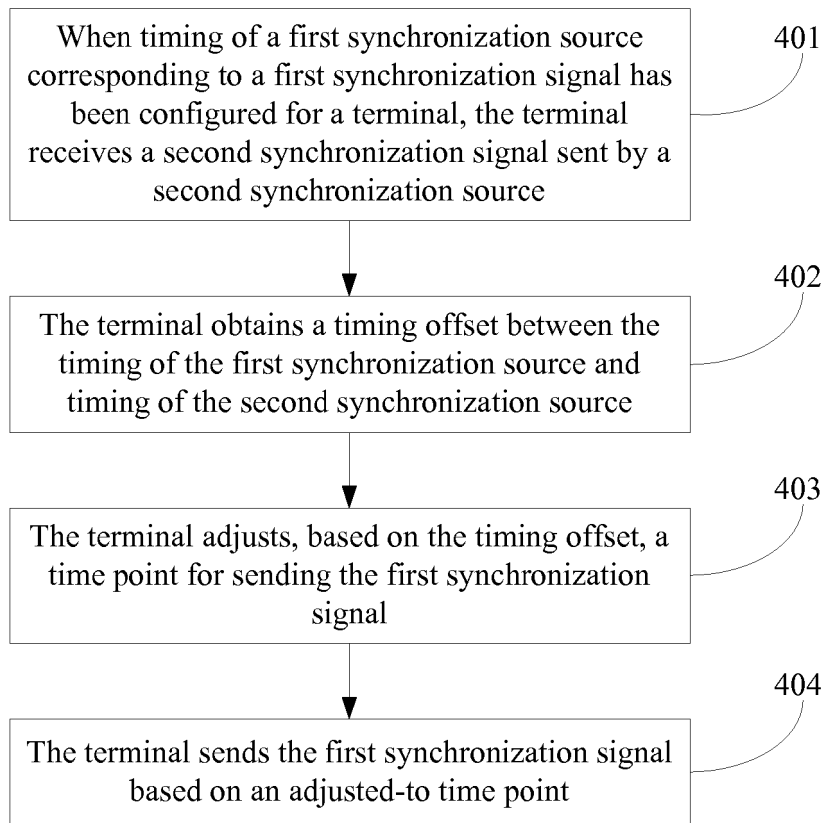 When timing of a first synchronization source
corresponding to a first synchronization signal has
been configured for a terminal, the terminal
receives a second synchronization signal sent by a
second synchronization source
401
The terminal obtains a timing offset between the
timing of the first synchronization source and
timing of the second synchronization source
402
The terminal adjusts, based on the timing offset, a
time point for sending the first synchronization
signal
403
The terminal sends the first synchronization signal
based on an adjusted-to time point
404